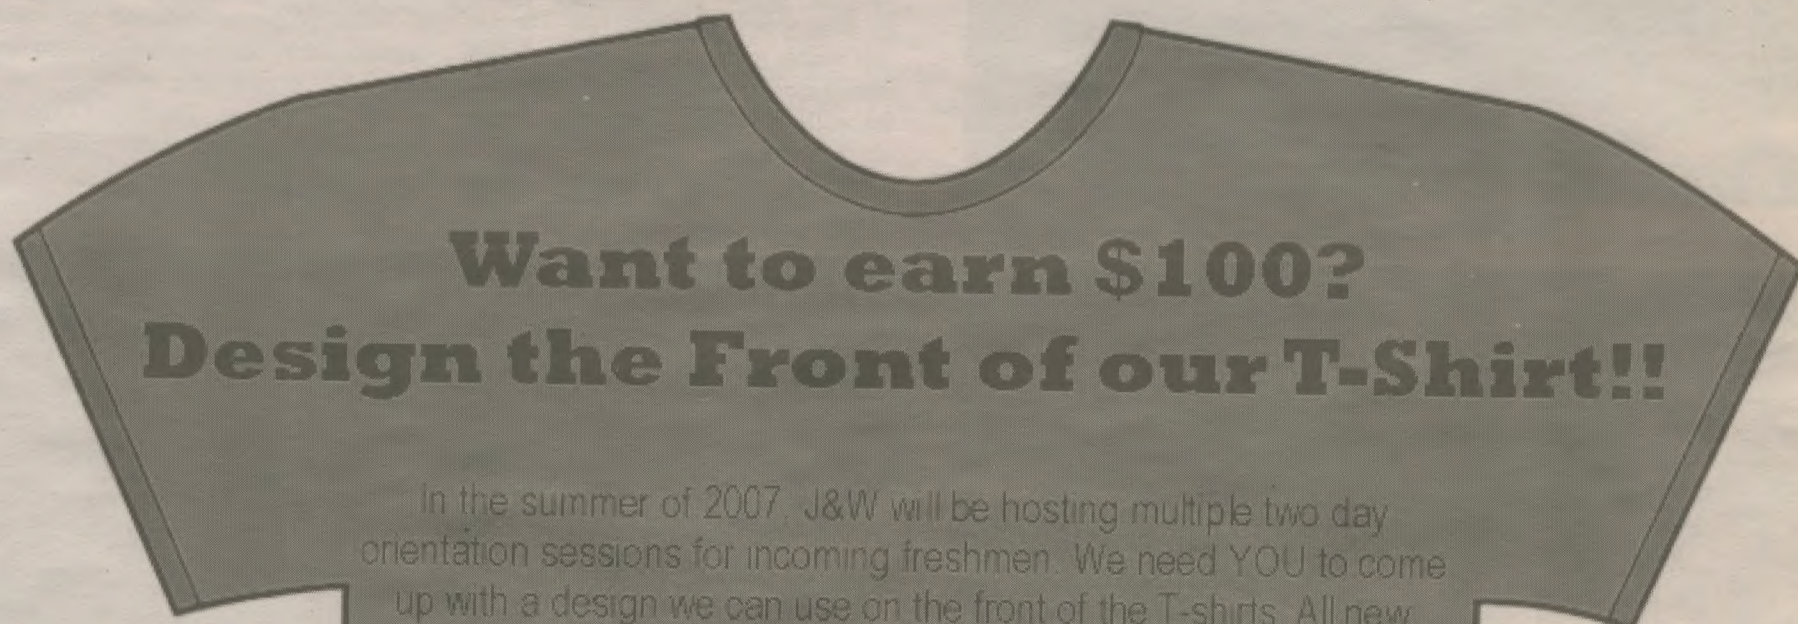 Want to earn $100?
Design the Front of our T-Shirt!!
In the summer of 2007, J&W will be hosting multiple two day
orientation sessions for incoming freshmen. We need YOU to come
up with a design we can use on the front of the T-shirts. All new